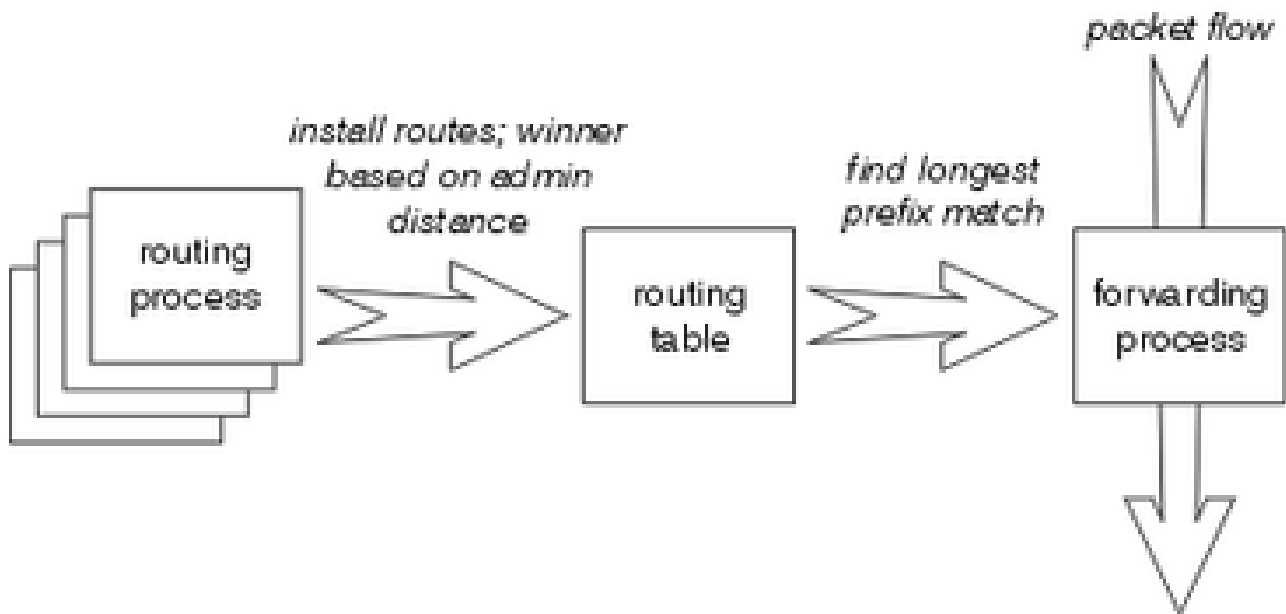 packet flow
install routes; winner
based on admin
distance
find longest
prefix match
routing
process
routing
table
forwarding
process